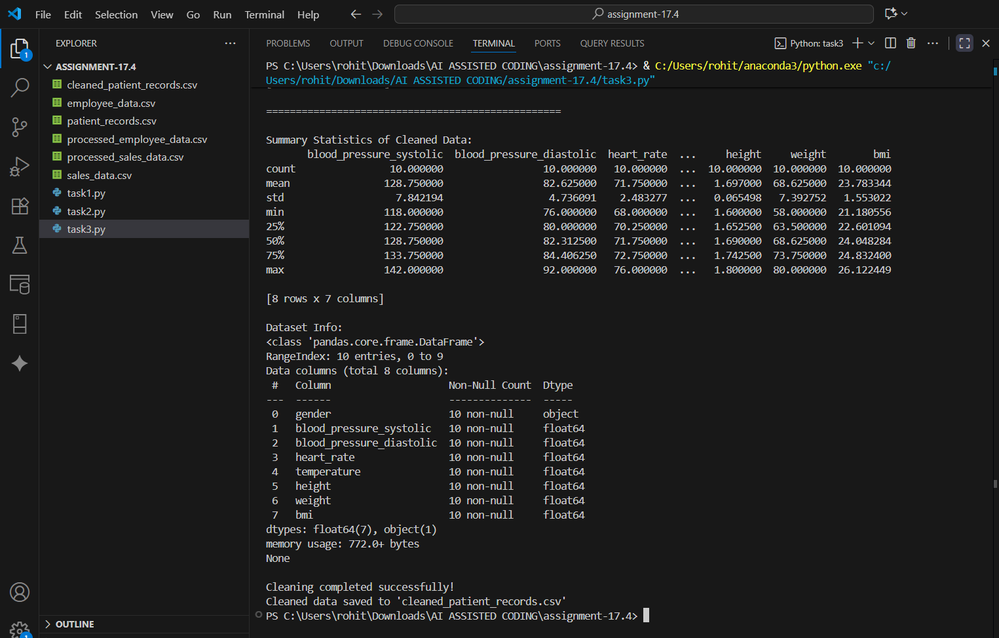 File Edit Selection View Go Run Terminal Help
assignment-17.4
1
EXPLORER
ASSIGNMENT-17.4
cleaned_patient_records.csv
employee_data.csv
patient_records.csv
processed_employee_data.csv
processed_sales_data.csv
sales_data.csv
task1.py
task2.py
task3.py
OUTLINE
1
PROBLEMS OUTPUT DEBUG CONSOLE TERMINAL PORTS QUERY RESULTS
Python: task3
PS C:\Users\rohit\Downloads\AI ASSISTED CODING\assignment-17.4> & C:/Users/rohit/anaconda3/python.exe "c:/
Users/rohit/Downloads/AI ASSISTED CODING/assignment-17.4/task3.py"
==================================================
Summary Statistics of Cleaned Data:
       blood_pressure_systolic  blood_pressure_diastolic  heart_rate  ...     height     weight        bmi
count                10.000000                 10.000000   10.000000  ...  10.000000  10.000000  10.000000
mean                128.750000                 82.625000   71.750000  ...   1.697000  68.625000  23.783344
std                   7.842194                  4.736091    2.483277  ...   0.065498   7.392752   1.553022
min                 118.000000                 76.000000   68.000000  ...   1.600000  58.000000  21.180556
25%                 122.750000                 80.000000   70.250000  ...   1.652500  63.500000  22.601094
50%                 128.750000                 82.312500   71.750000  ...   1.690000  68.625000  24.048284
75%                 133.750000                 84.406250   72.750000  ...   1.742500  73.750000  24.832400
max                 142.000000                 92.000000   76.000000  ...   1.800000  80.000000  26.122449
[8 rows x 7 columns]
Dataset Info:
<class 'pandas.core.frame.DataFrame'>
RangeIndex: 10 entries, 0 to 9
Data columns (total 8 columns):
 #   Column                    Non-Null Count  Dtype
---  ------                    --------------  -----
 0   gender                    10 non-null     object
 1   blood_pressure_systolic   10 non-null     float64
 2   blood_pressure_diastolic  10 non-null     float64
 3   heart_rate                10 non-null     float64
 4   temperature               10 non-null     float64
 5   height                    10 non-null     float64
 6   weight                    10 non-null     float64
 7   bmi                       10 non-null     float64
dtypes: float64(7), object(1)
memory usage: 772.0+ bytes
None
Cleaning completed successfully!
Cleaned data saved to 'cleaned_patient_records.csv'
PS C:\Users\rohit\Downloads\AI ASSISTED CODING\assignment-17.4>